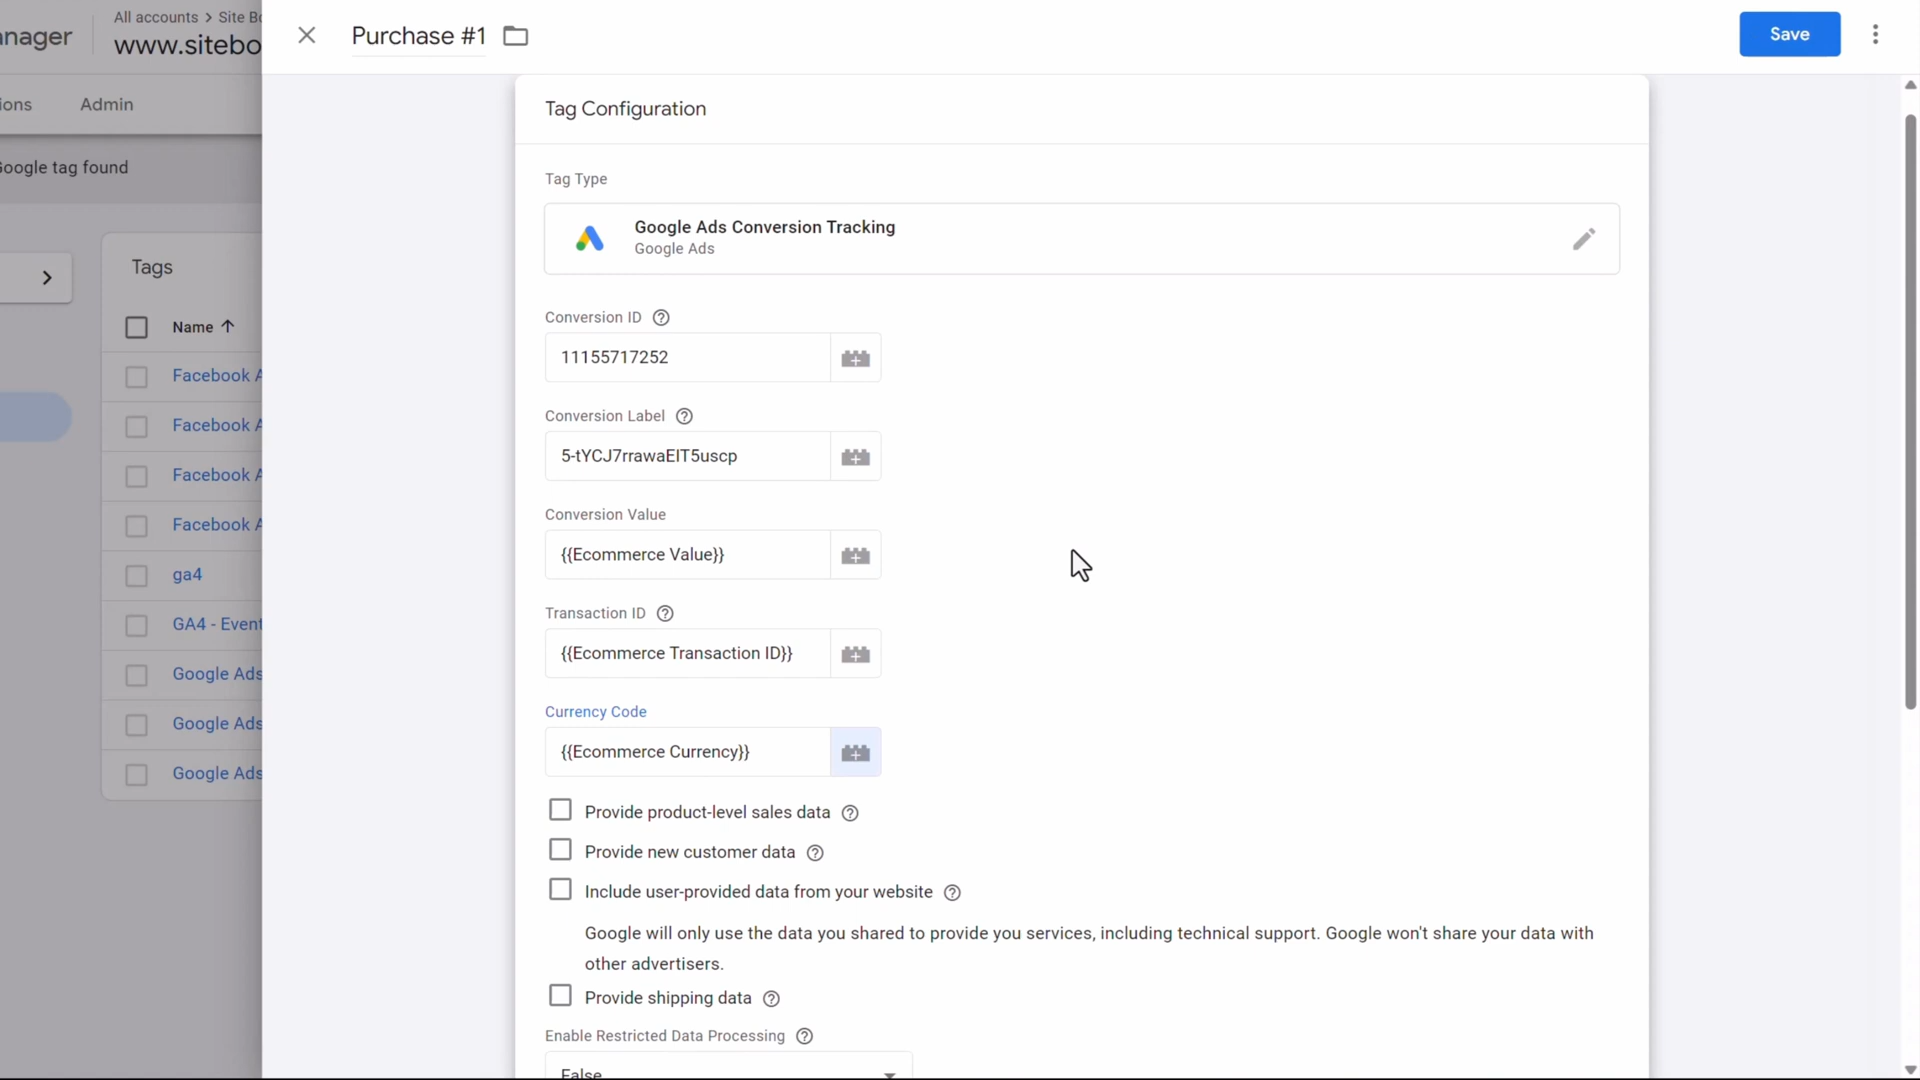 All accounts > Site Bo
nager
www.sitebo
Purchase #1
Save
ions
Admin
Google tag found
Tags
Name
Facebook A
Facebook A
Facebook A
Facebook A
ga4
GA4 - Event
Google Ads
Google Ads
Google Ads
Tag Configuration
Tag Type
Google Ads Conversion Tracking
Google Ads
Conversion ID
11155717252
Conversion Label
5-tYCJ7rrawaEIT5uscp
Conversion Value
{{Ecommerce Value}}
Transaction ID
{{Ecommerce Transaction ID}}
Currency Code
{{Ecommerce Currency}}
Provide product-level sales data
Provide new customer data
Include user-provided data from your website
Google will only use the data you shared to provide you services, including technical support. Google won't share your data with
other advertisers.
Provide shipping data
Enable Restricted Data Processing
False